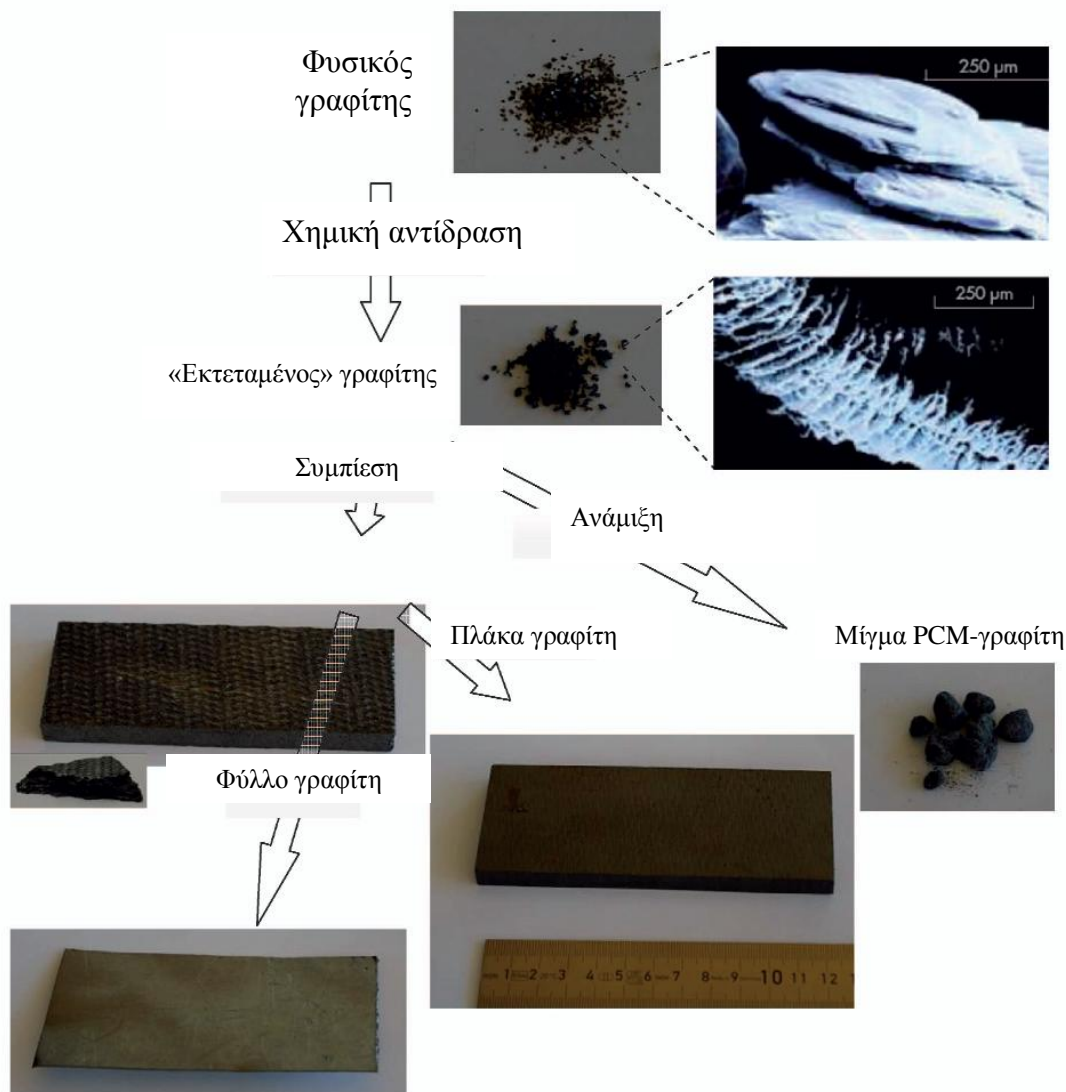 Φυσικός
γραφίτης
250 μm
Χημική αντίδραση
250 μm
«Εκτεταμένος» γραφίτης
Συμπίεση
Ανάμιξη
Πλάκα γραφίτη
Μίγμα PCM-γραφίτη
Φύλλο γραφίτη
1 2 3 4 5 6 7 8 9 10 11 12